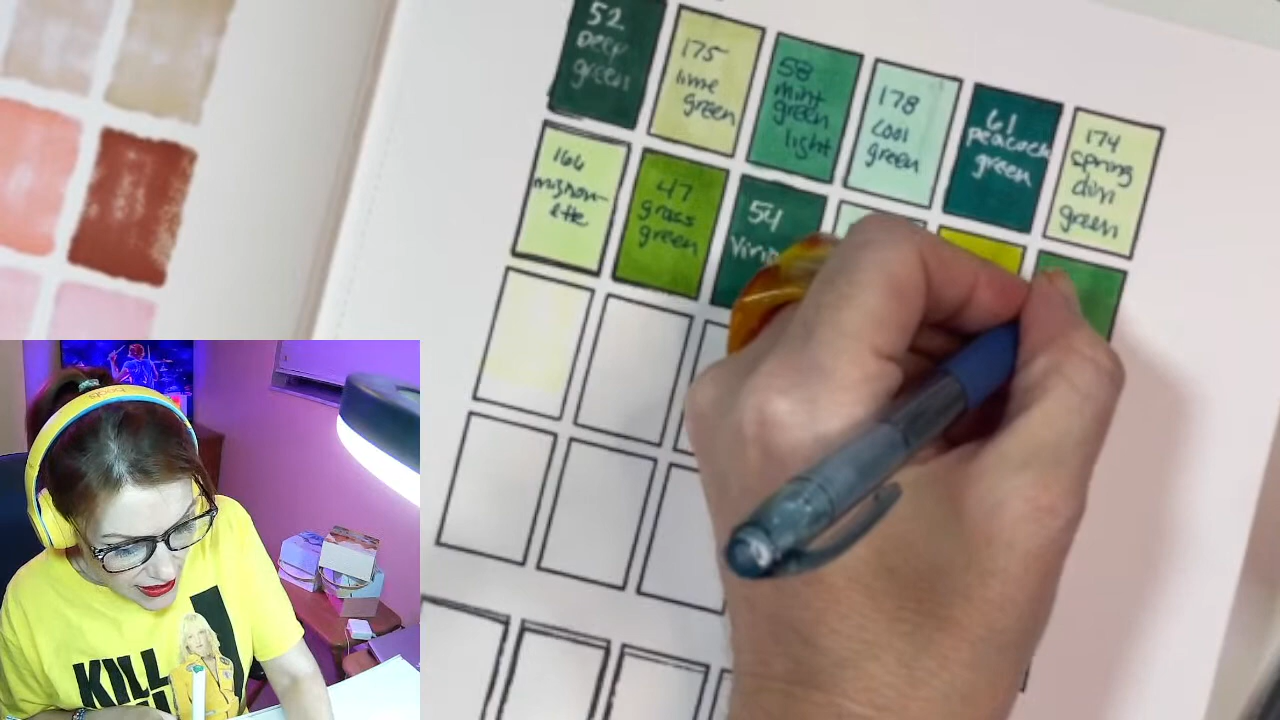 52
Deep
green
175
lime
green
58
mint
green
light
178
cool
green
61
peacock
green
174
spring
dim
green
166
mignon-
ette
47
grass
green
54
KILL